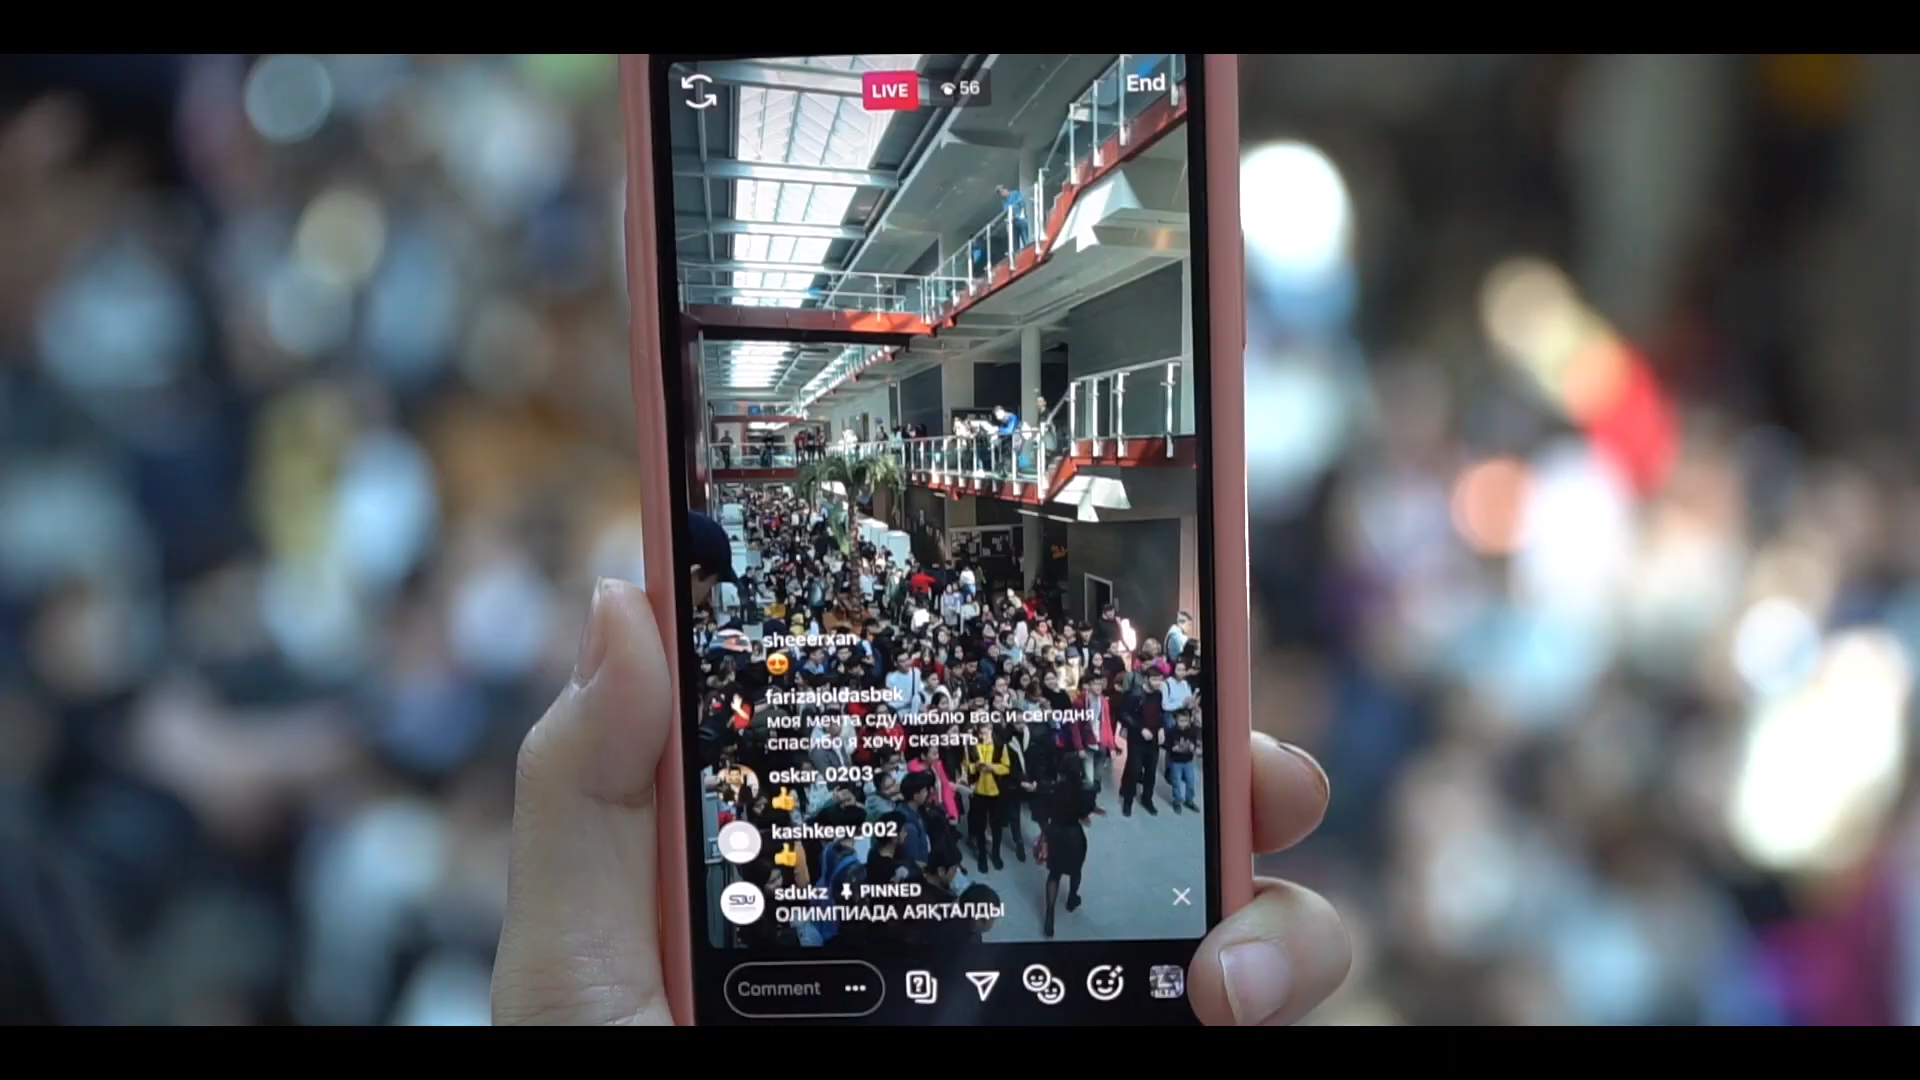 LIVE
56
End
sheeerxan
farizajoldasbek
моя мечта сду люблю вас и сегодня
спасибо я хочу сказать
oskar_0203
kashkeev_002
sdukz PINNED
ОЛИМПИАДА АЯҚТАЛДЫ
SDU
Comment